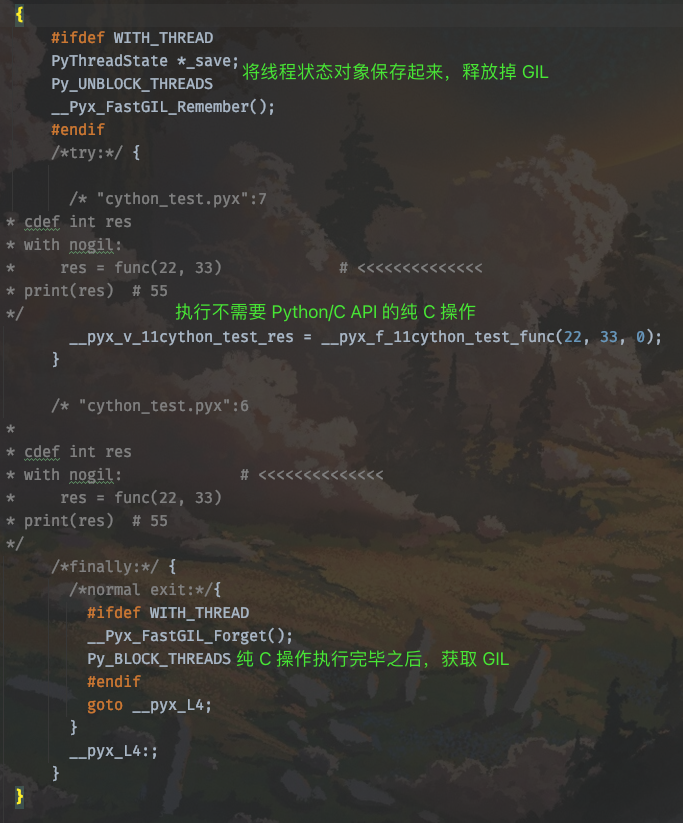 {
#ifdef WITH_THREAD
PyThreadState *_save; 将线程状态对象保存起来，释放掉 GIL
Py_UNBLOCK_THREADS
__Pyx_FastGIL_Remember();
#endif
/*try:*/ {
/* "cython_test.pyx":7
* cdef int res
* with nogil:
*     res = func(22, 33)             # <<<<<<<<<<<<<<
* print(res)  # 55
*/ 执行不需要 Python/C API 的纯 C 操作
__pyx_v_11cython_test_res = __pyx_f_11cython_test_func(22, 33, 0);
}
/* "cython_test.pyx":6
*
* cdef int res
* with nogil:             # <<<<<<<<<<<<<<
*     res = func(22, 33)
* print(res)  # 55
*/
/*finally:*/ {
/*normal exit:*/{
#ifdef WITH_THREAD
__Pyx_FastGIL_Forget();
Py_BLOCK_THREADS 纯 C 操作执行完毕之后，获取 GIL
#endif
goto __pyx_L4;
}
__pyx_L4:;
}
}